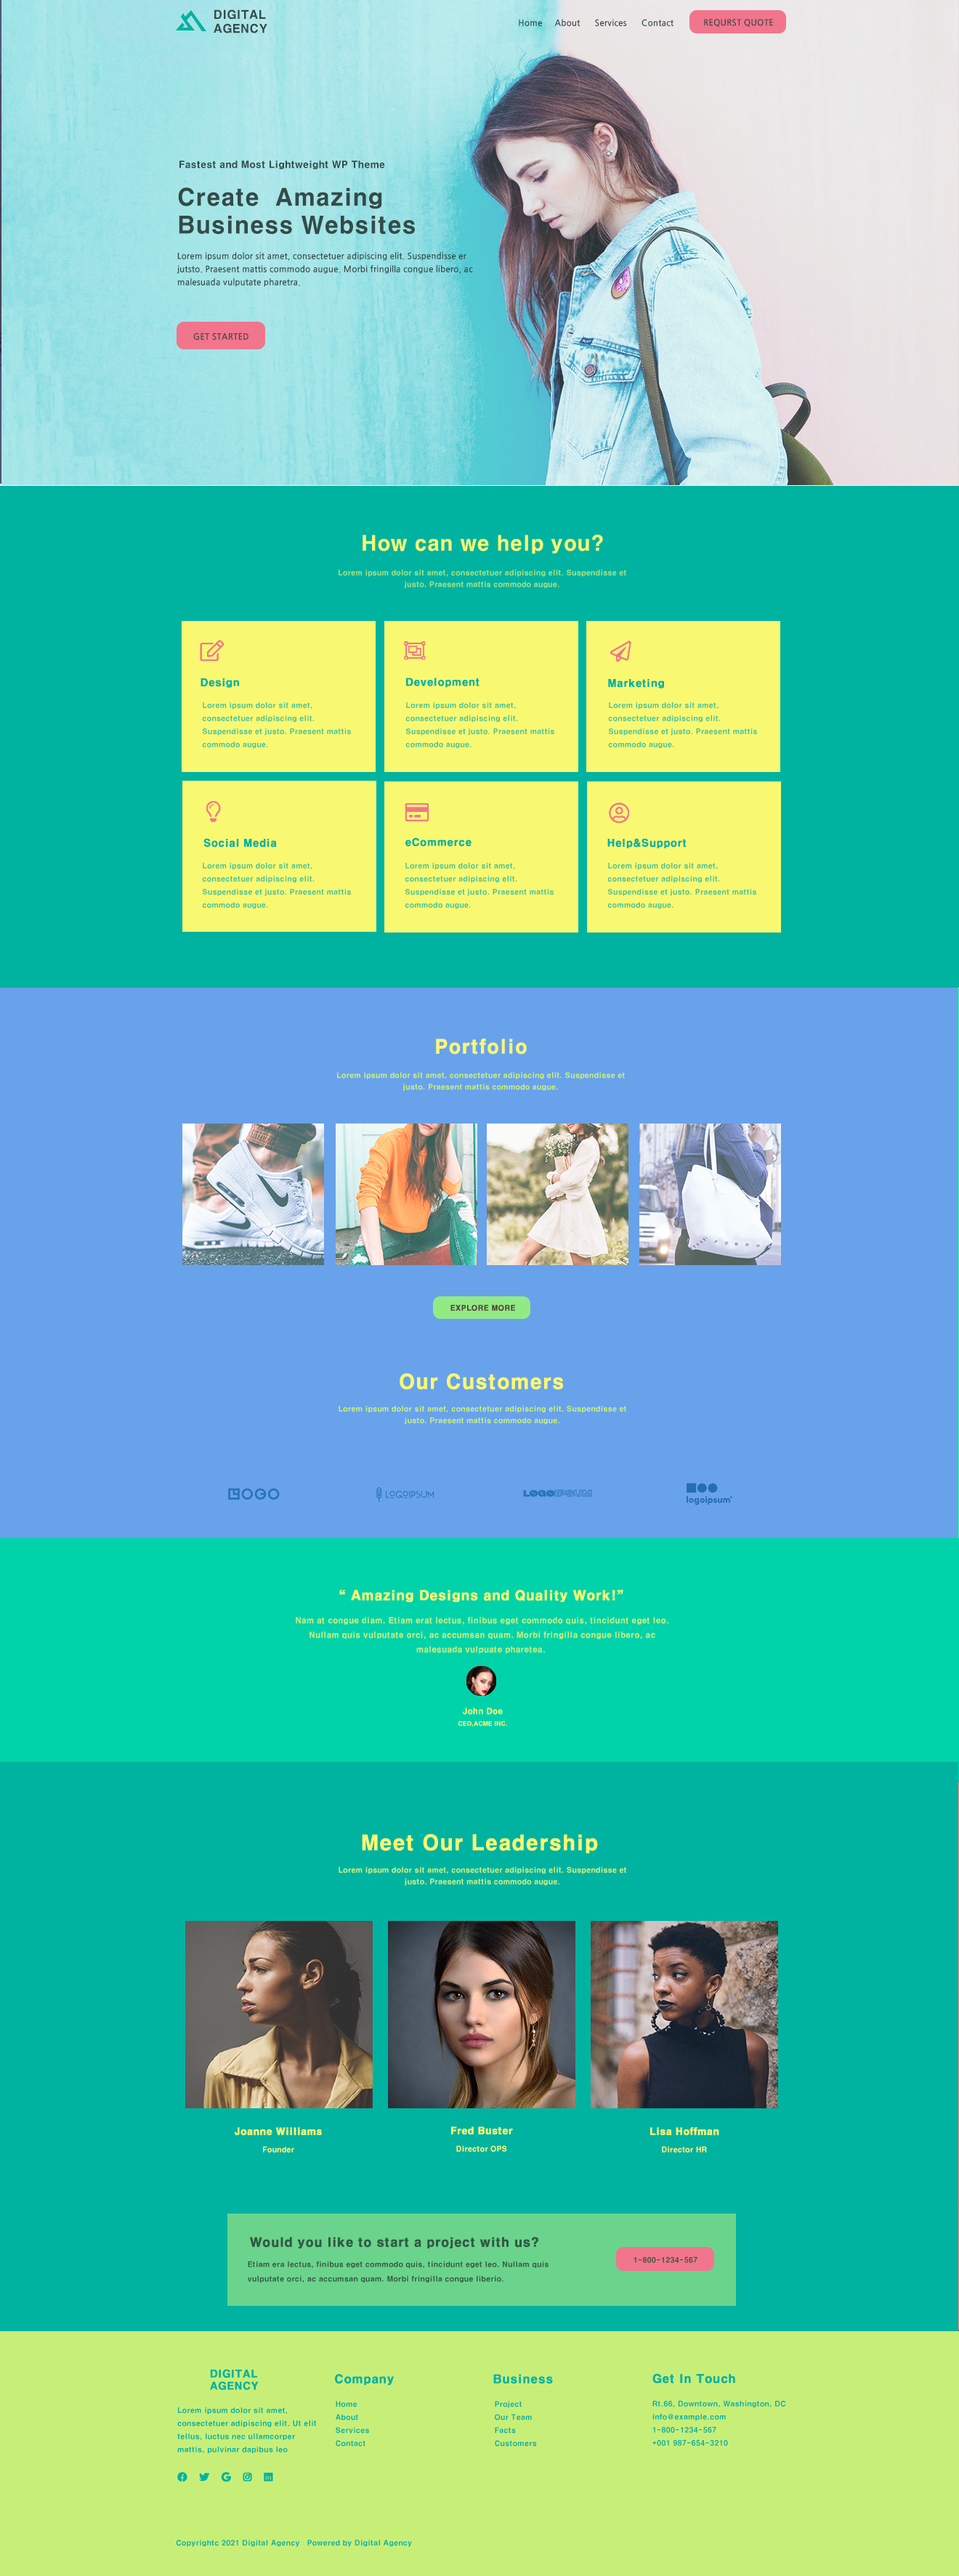 DIGITAL
AGENCY
Home About Services Contact REQURST QUOTE
Fastest and Most Lightweight WP Theme
Create Amazing
Business Websites
Lorem ipsum dolor sit amet, consectetuer adipiscing elit. Suspendisse er
jutsto. Praesent mattis commodo augue. Morbi fringilla congue libero, ac
malesuada vulputate pharetra.
GET STARTED
How can we help you?
Lorem ipsum dolor sit amet, consectetuer adipiscing elit. Suspendisse et
justo. Praesent mattis commodo augue.
Design
Lorem ipsum dolor sit amet,
consectetuer adipiscing elit.
Suspendisse et justo. Praesent mattis
commodo augue.
Development
Lorem ipsum dolor sit amet,
consectetuer adipiscing elit.
Suspendisse et justo. Praesent mattis
commodo augue.
Marketing
Lorem ipsum dolor sit amet,
consectetuer adipiscing elit.
Suspendisse et justo. Praesent mattis
commodo augue.
Social Media
Lorem ipsum dolor sit amet,
consectetuer adipiscing elit.
Suspendisse et justo. Praesent mattis
commodo augue.
eCommerce
Lorem ipsum dolor sit amet,
consectetuer adipiscing elit.
Suspendisse et justo. Praesent mattis
commodo augue.
Help&Support
Lorem ipsum dolor sit amet,
consectetuer adipiscing elit.
Suspendisse et justo. Praesent mattis
commodo augue.
Portfolio
Lorem ipsum dolor sit amet, consectetuer adipiscing elit. Suspendisse et
justo. Praesent mattis commodo augue.
EXPLORE MORE
Our Customers
Lorem ipsum dolor sit amet, consectetuer adipiscing elit. Suspendisse et
justo. Praesent mattis commodo augue.
LOGO LOGOIPSUM LOGOIPSUM logoipsum
“ Amazing Designs and Quality Work!”
Nam at congue diam. Etiam erat lectus, finibus eget commodo quis, tincidunt eget leo.
Nullam quis vulputate orci, ac accumsan quam. Morbi fringilla congue libero, ac
malesuada vulpuate pharetea.
John Doe
CEO,ACME INC.
Meet Our Leadership
Lorem ipsum dolor sit amet, consectetuer adipiscing elit. Suspendisse et
justo. Praesent mattis commodo augue.
Joanne Williams
Founder
Fred Buster
Director OPS
Lisa Hoffman
Director HR
Would you like to start a project with us?
Etiam era lectus, finibus eget commodo quis, tincidunt eget leo. Nullam quis
vulputate orci, ac accumsan quam. Morbi fringilla congue liberio.
1-800-1234-567
DIGITAL
AGENCY
Lorem ipsum dolor sit amet,
consectetuer adipiscing elit. Ut elit
tellus, luctus nec ullamcorper
mattis, pulvinar dapibus leo
Company
Home
About
Services
Contact
Business
Project
Our Team
Facts
Customers
Get In Touch
Rt.66, Downtown, Washington, DC
info@example.com
1-800-1234-567
+001 987-654-3210
Copyrightc 2021 Digital Agency Powered by Digital Agency